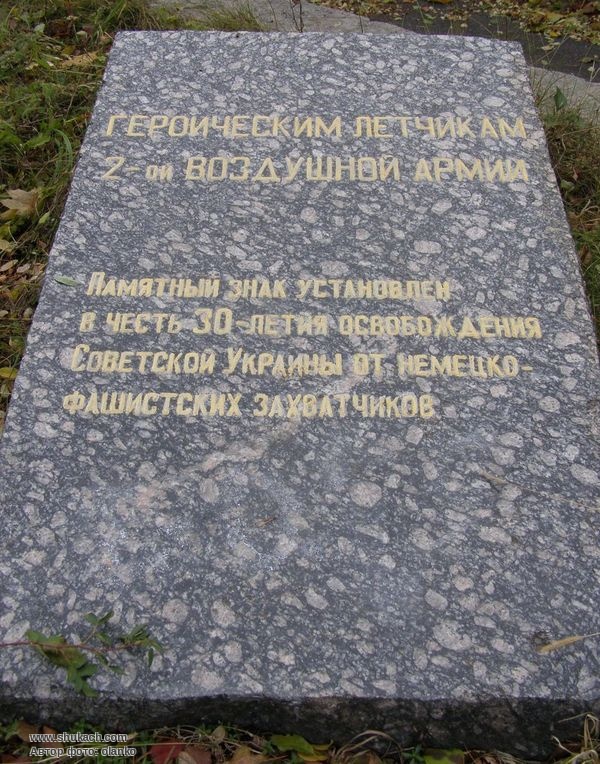 ГЕРОИЧЕСКИМ ЛЕТЧИКАМ
2-ой ВОЗДУШНОЙ АРМИИ
Памятный знак установлен
в честь 30-летия освобождения
Советской Украины от немецко-
фашистских захватчиков
www.shukach.com
Автор фото: olanko